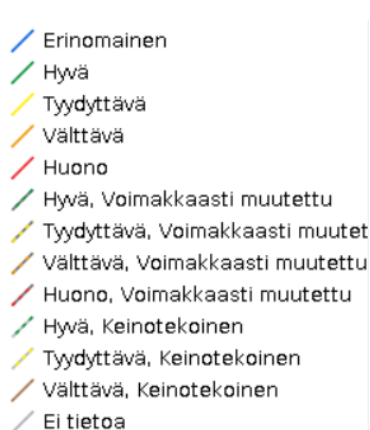 Erinomainen
Hyvä
Tyydyttävä
Välttävä
Huono
Hyvä, Voimakkaasti muutettu
Tyydyttävä, Voimakkaasti muutet
Välttävä, Voimakkaasti muutettu
Huono, Voimakkaasti muutettu
Hyvä, Keinotekoinen
Tyydyttävä, Keinotekoinen
Välttävä, Keinotekoinen
Ei tietoa